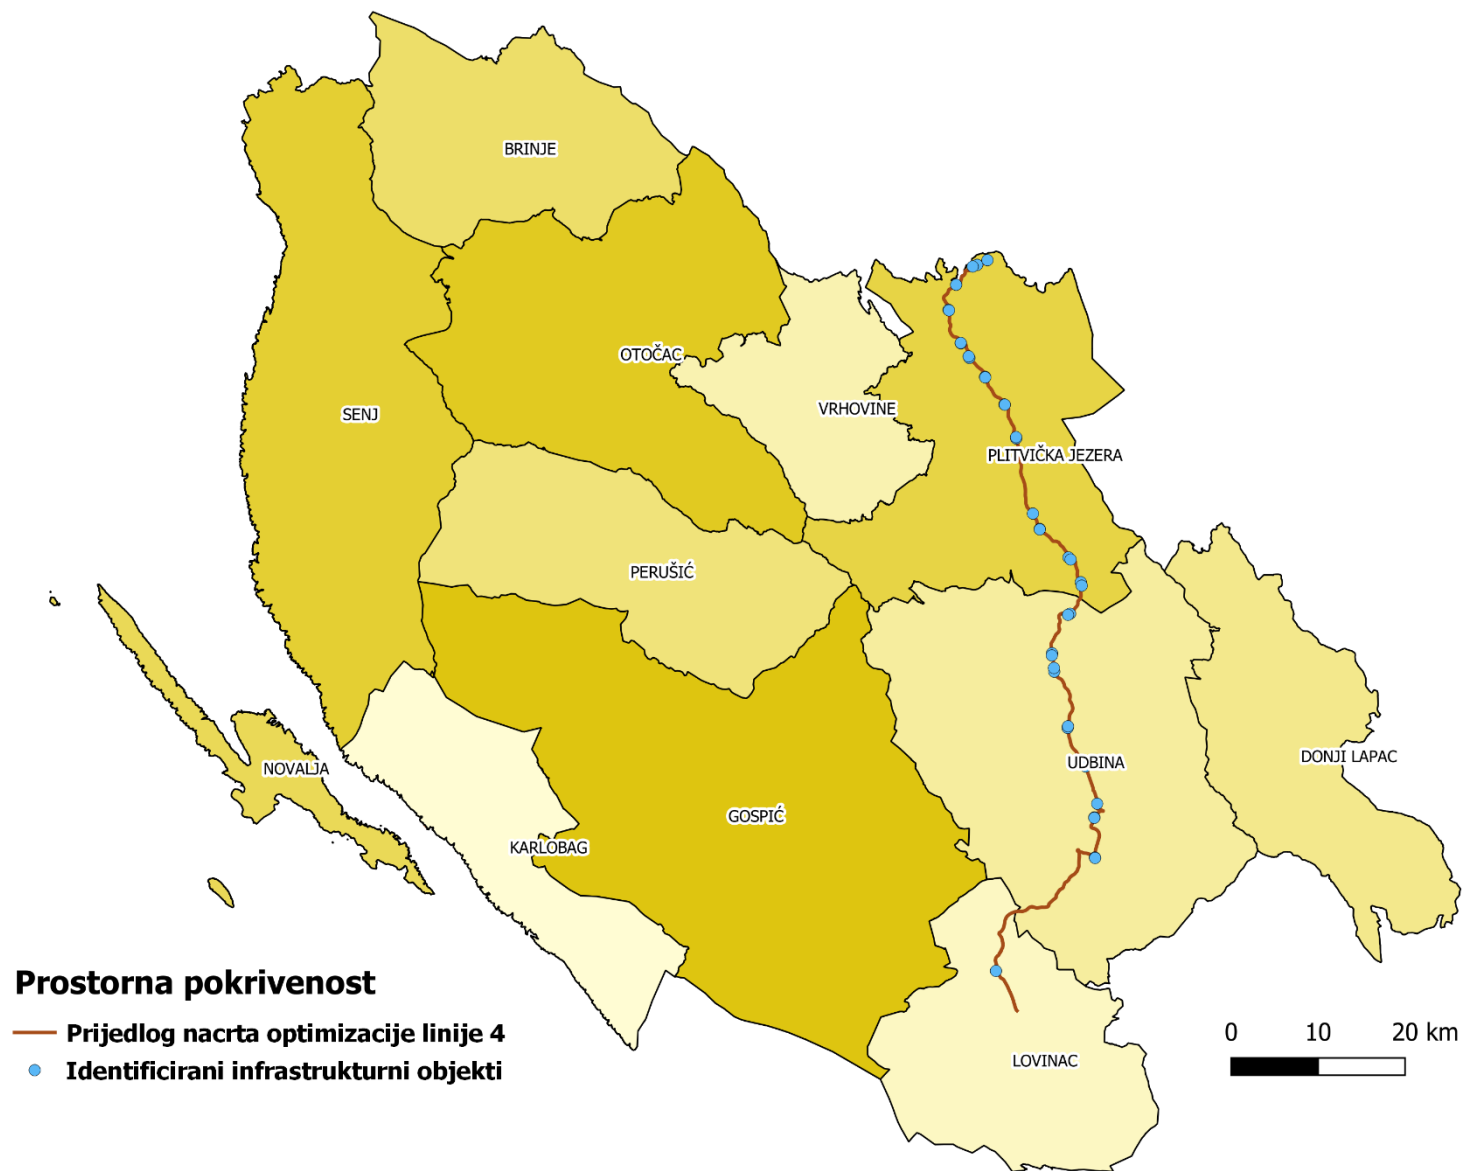 BRINJE
OTOČAC
SENJ
VRHOVINE
PLITVIČKA JEZERA
PERUŠIĆ
UDBINA
DONJI LAPAC
NOVALJA
GOSPIĆ
KARLOBAG
LOVINAC
Prostorna pokrivenost
Prijedlog nacrta optimizacije linije 4
Identificirani infrastrukturni objekti
0 10 20 km